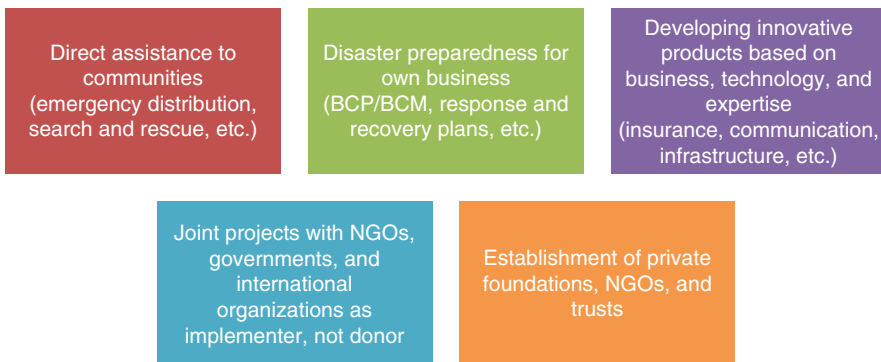 Direct assistance to
communities
(emergency distribution,
search and rescue, etc.)
Disaster preparedness for
own business
(BCP/BCM, response and
recovery plans, etc.)
Developing innovative
products based on
business, technology, and
expertise
(insurance, communication,
infrastructure, etc.)
Joint projects with NGOs,
governments, and
international
organizations as
implementer, not donor
Establishment of private
foundations, NGOs, and
trusts